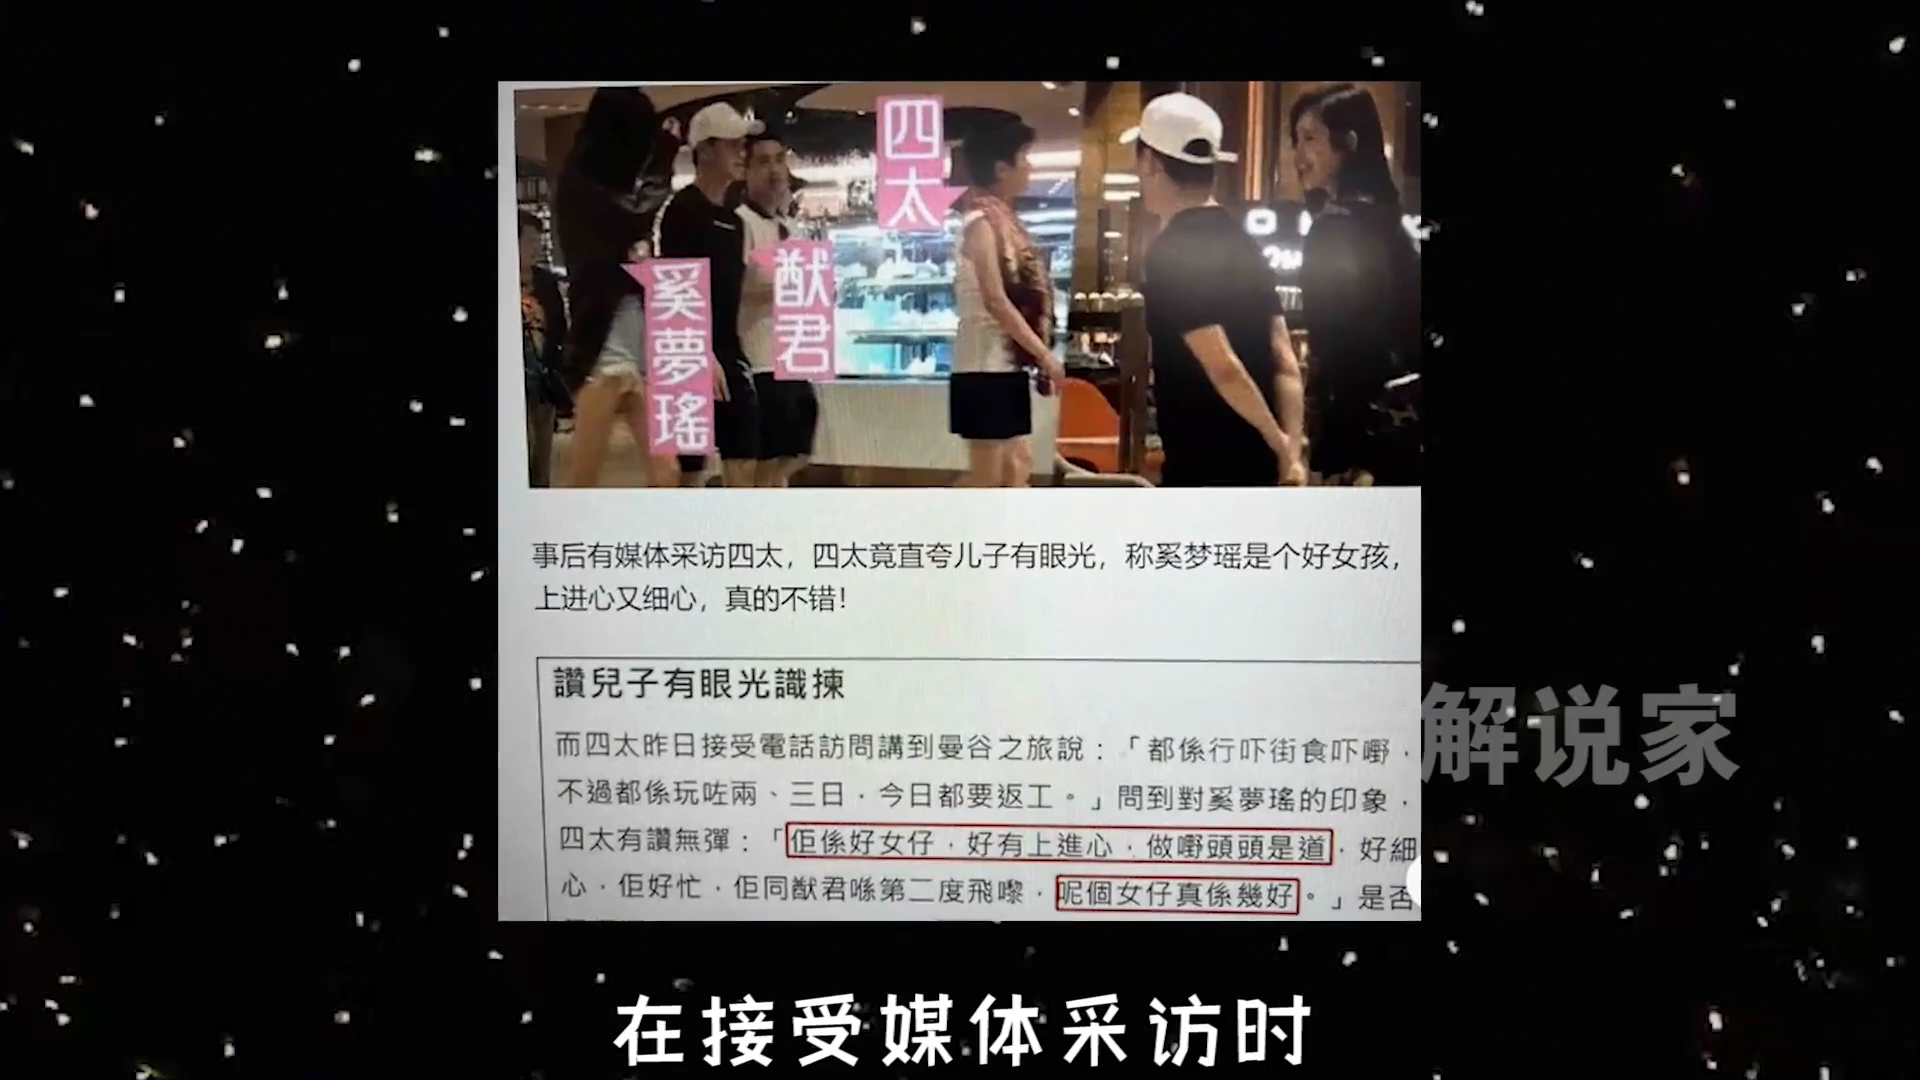 四太
猷君
奚夢瑤
事后有媒体采访四太，四太竟直夸儿子有眼光，称奚梦瑶是个好女孩，
上进心又细心，真的不错！
讚兒子有眼光識揀
而四太昨日接受電話訪問講到曼谷之旅說：「都係行吓街食吓嘢，
不過都係玩咗兩、三日，今日都要返工。」問到對奚夢瑤的印象，
四太有讚無彈：「佢係好女仔，好有上進心，做嘢頭頭是道，好細
心，佢好忙，佢同猷君喺第二度飛嚟，呢個女仔真係幾好。」是否
解说家
在接受媒体采访时